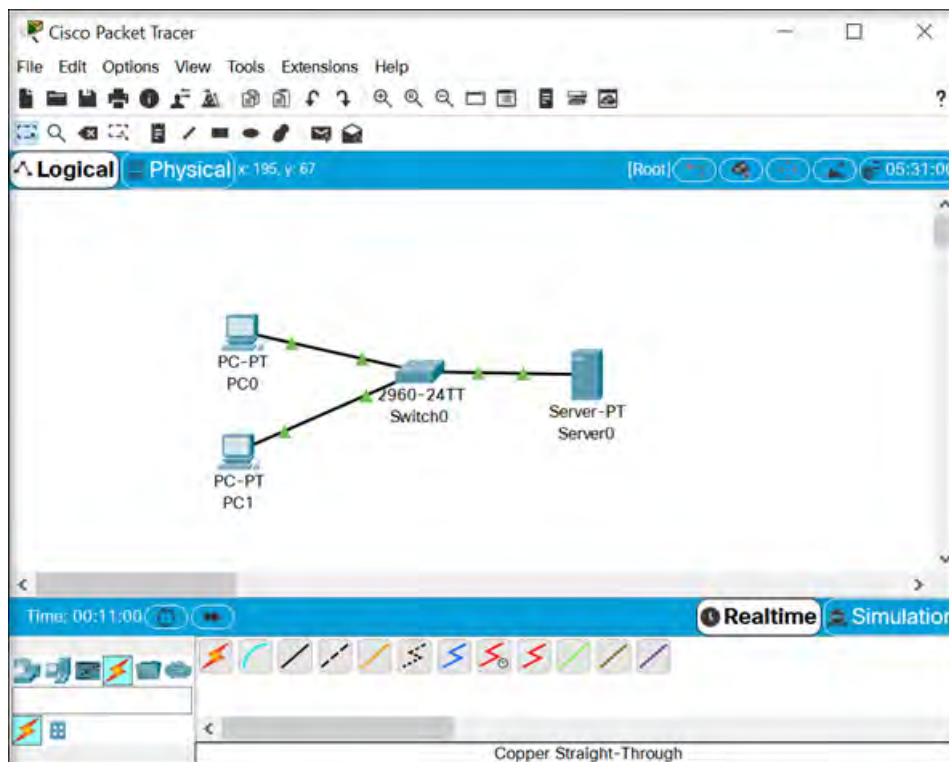 Cisco Packet Tracer
File Edit Options View Tools Extensions Help
?
Logical Physical x: 195, y: 67 [Root] 05:31:00
PC-PT
PC0
2960-24TT
Switch0
Server-PT
Server0
PC-PT
PC1
Time: 00:11:00 Realtime Simulation
Copper Straight-Through